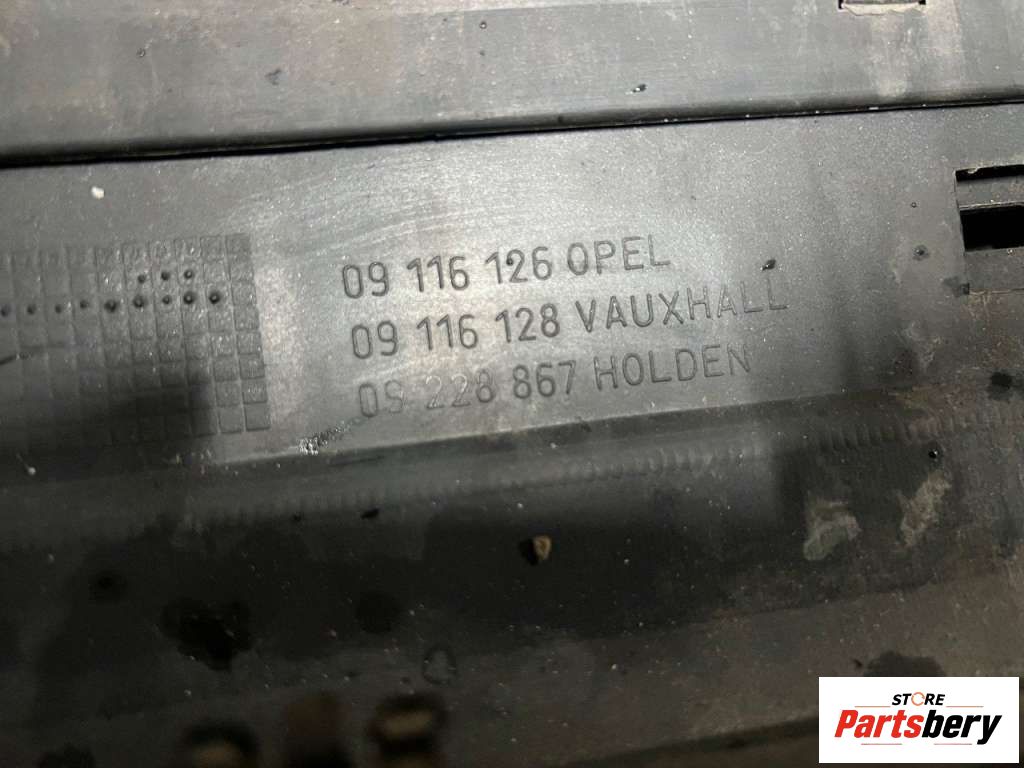 09 116 126 OPEL
09 116 128 VAUXHALL
09 228 867 HOLDEN
STORE
Partsbery